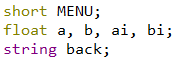 short MENU;
float a, b, ai, bi;
string back;